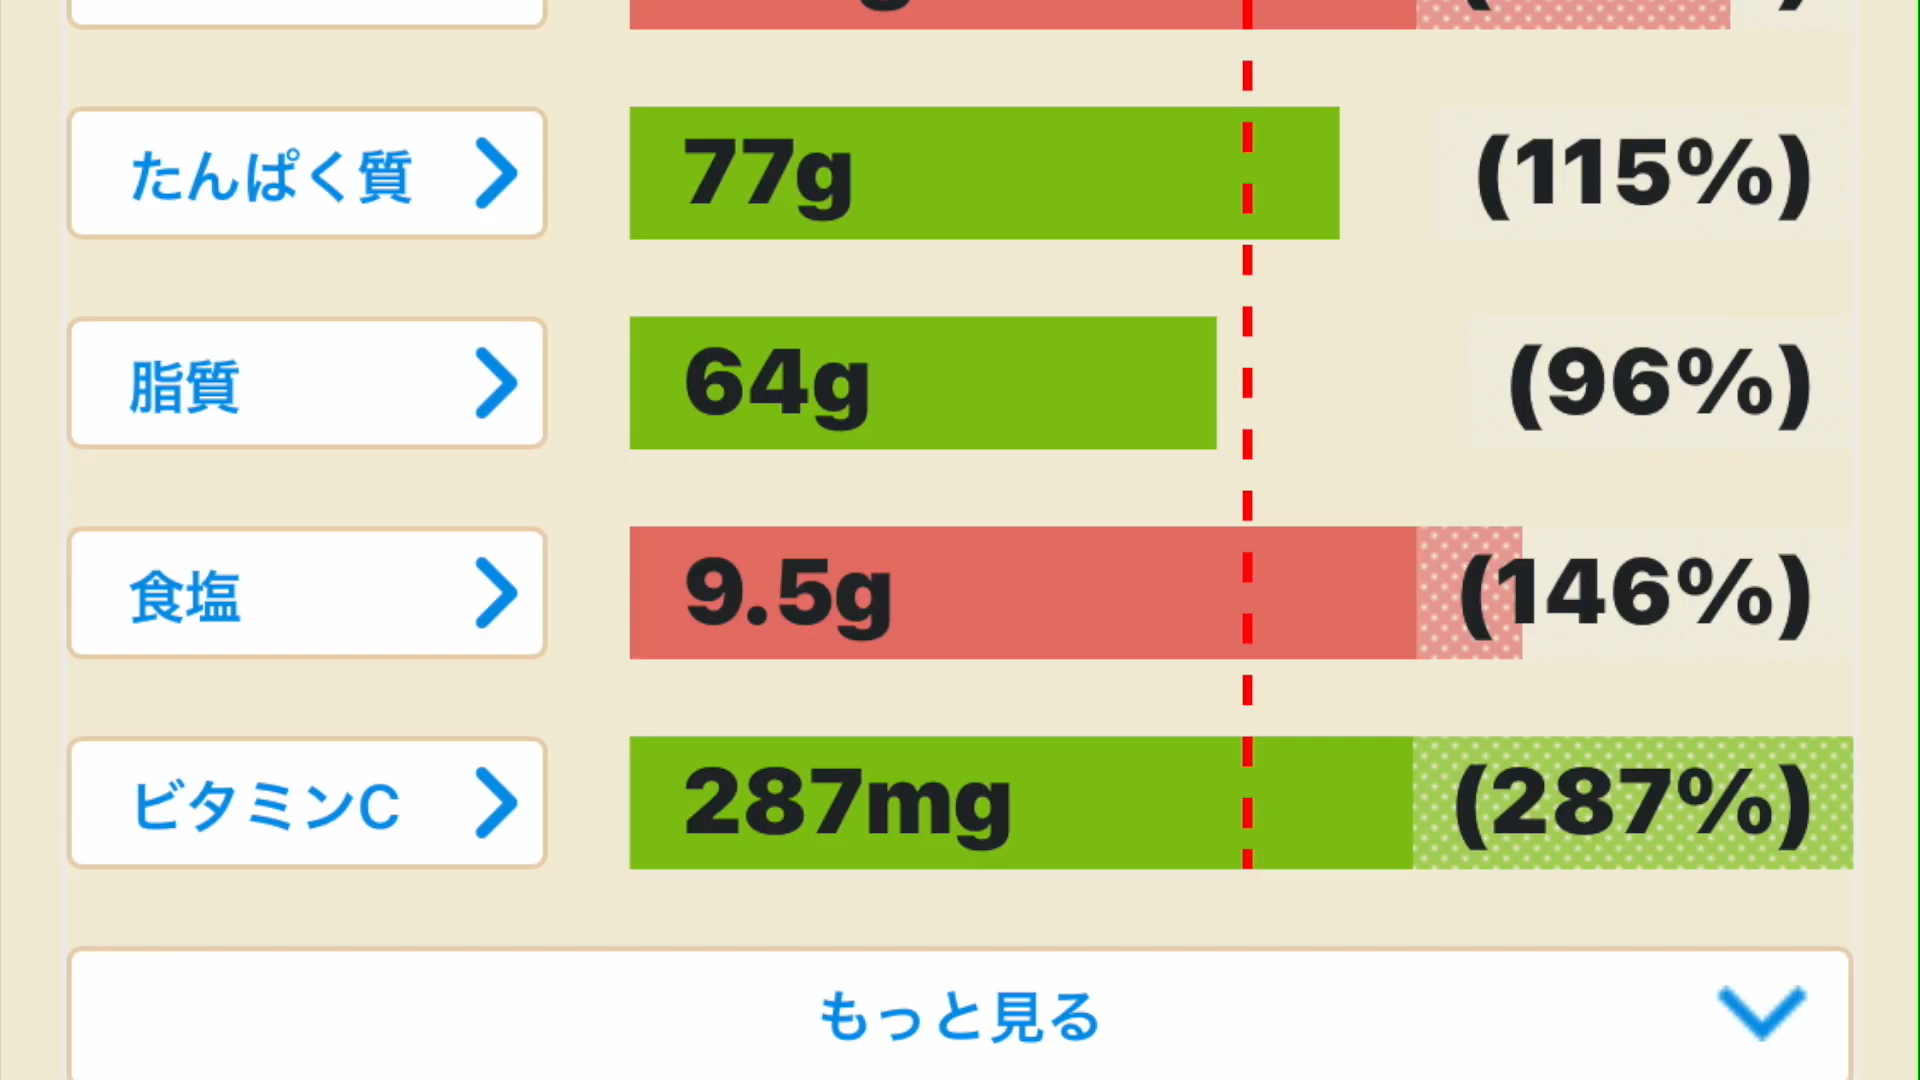 たんぱく質 77g (115%)
脂質 64g (96%)
食塩 9.5g (146%)
ビタミンC 287mg (287%)
もっと見る